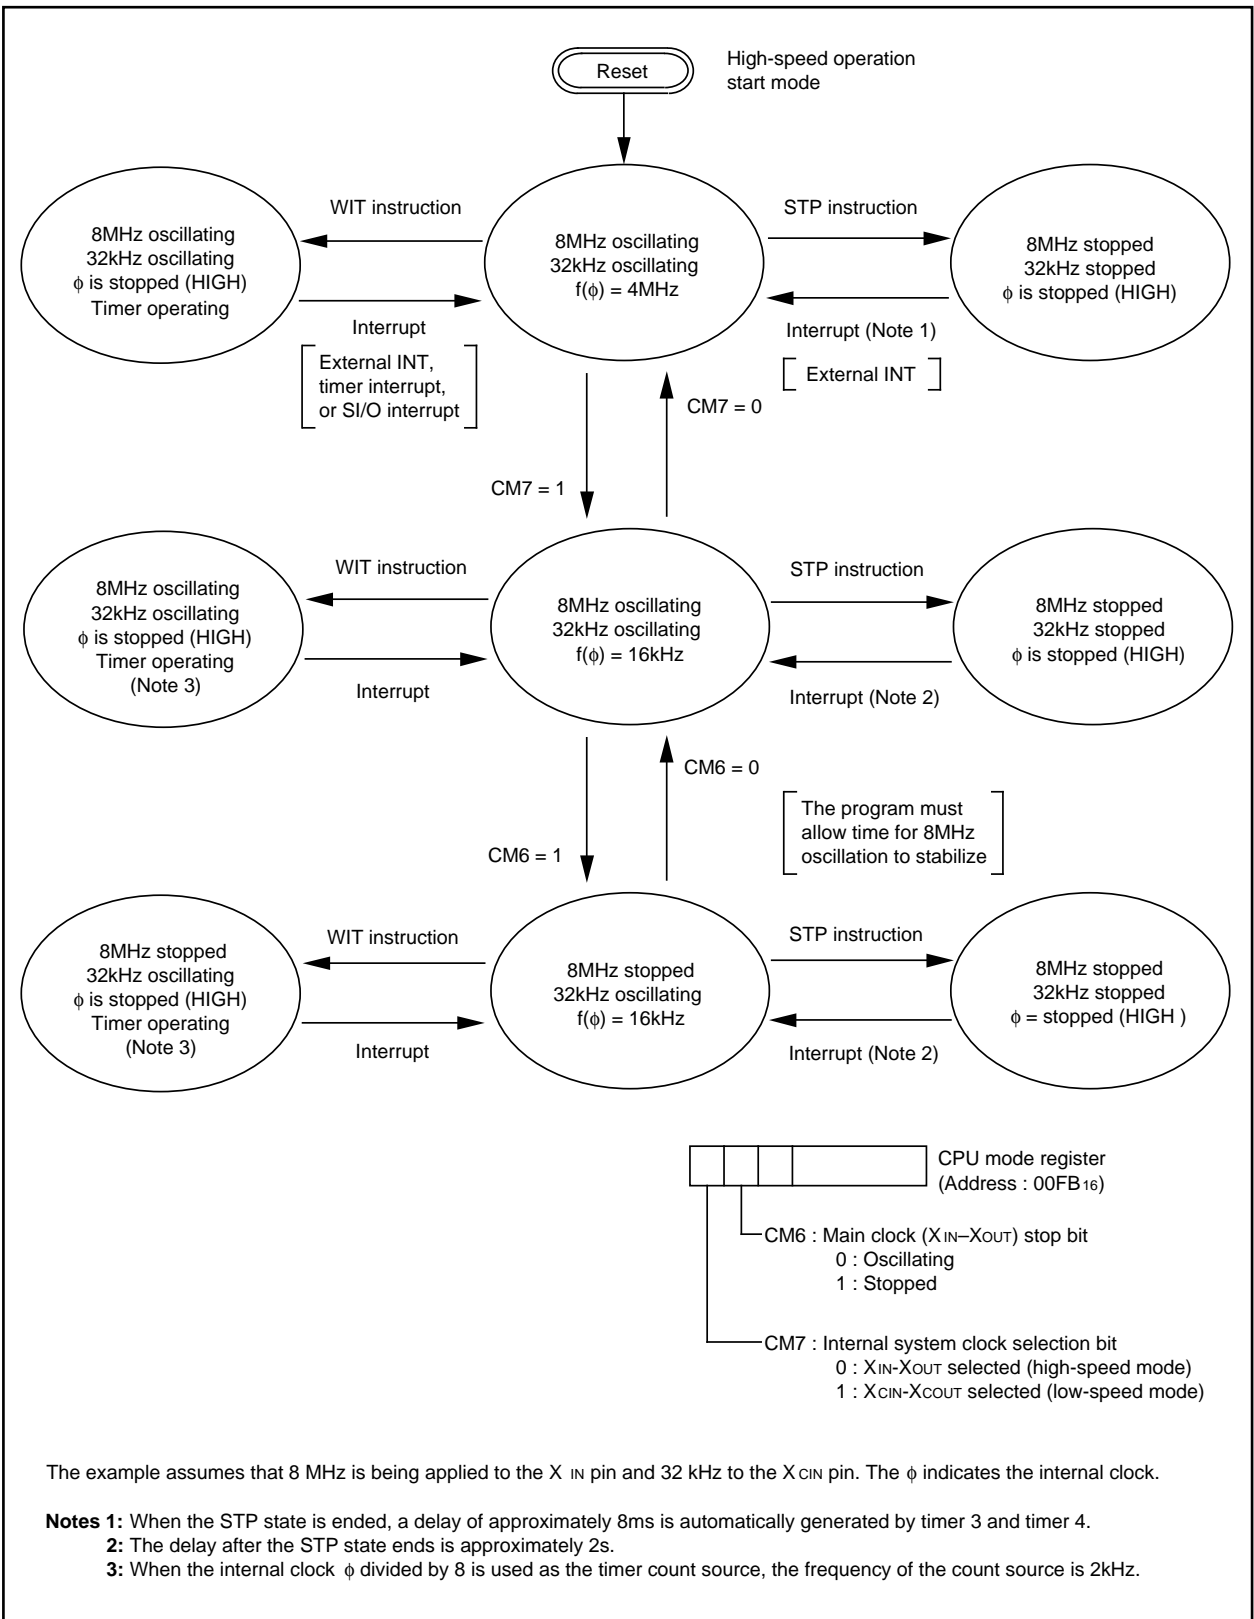 Reset
High-speed operation
start mode
WIT instruction
STP instruction
8MHz oscillating
32kHz oscillating
ϕ is stopped (HIGH)
Timer operating
8MHz oscillating
32kHz oscillating
f(ϕ) = 4MHz
8MHz stopped
32kHz stopped
ϕ is stopped (HIGH)
Interrupt
External INT,
timer interrupt,
or SI/O interrupt
Interrupt (Note 1)
External INT
CM7 = 0
CM7 = 1
WIT instruction
STP instruction
8MHz oscillating
32kHz oscillating
ϕ is stopped (HIGH)
Timer operating
(Note 3)
8MHz oscillating
32kHz oscillating
f(ϕ) = 16kHz
8MHz stopped
32kHz stopped
ϕ is stopped (HIGH)
Interrupt
Interrupt (Note 2)
CM6 = 0
The program must
allow time for 8MHz
oscillation to stabilize
CM6 = 1
WIT instruction
STP instruction
8MHz stopped
32kHz oscillating
ϕ is stopped (HIGH)
Timer operating
(Note 3)
8MHz stopped
32kHz oscillating
f(ϕ) = 16kHz
8MHz stopped
32kHz stopped
ϕ = stopped (HIGH )
Interrupt
Interrupt (Note 2)
CPU mode register
(Address : 00FB16)
CM6 : Main clock (XIN–XOUT) stop bit
0 : Oscillating
1 : Stopped
CM7 : Internal system clock selection bit
0 : XIN-XOUT selected (high-speed mode)
1 : XCIN-XCOUT selected (low-speed mode)
The example assumes that 8 MHz is being applied to the X IN pin and 32 kHz to the X CIN pin. The ϕ indicates the internal clock.
Notes 1: When the STP state is ended, a delay of approximately 8ms is automatically generated by timer 3 and timer 4.
2: The delay after the STP state ends is approximately 2s.
3: When the internal clock ϕ divided by 8 is used as the timer count source, the frequency of the count source is 2kHz.